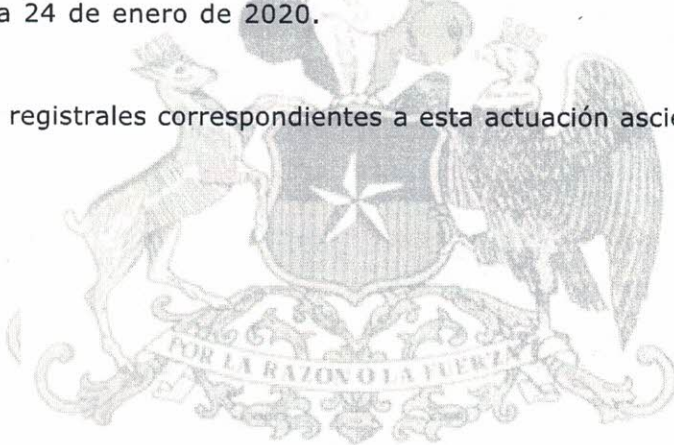 a 24 de enero de 2020.
registrales correspondientes a esta actuación ascie
POR LA RAZON O LA FUERZA